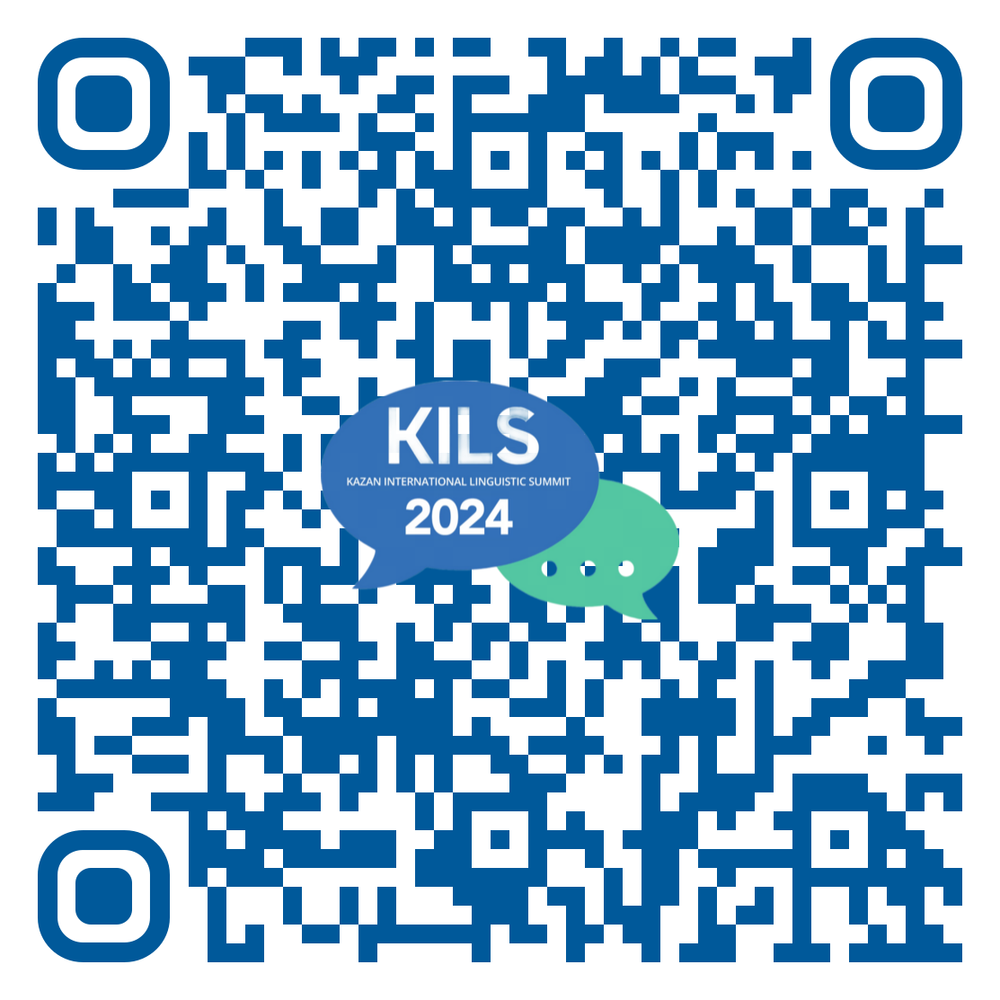 KILS
KAZAN INTERNATIONAL LINGUISTIC SUMMIT
2024